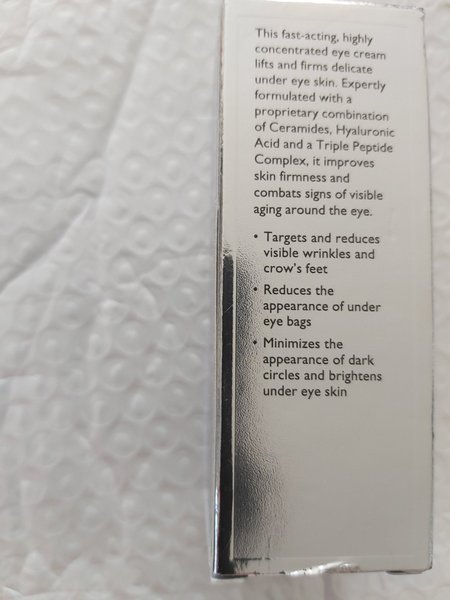 This fast-acting, highly
concentrated eye cream
lifts and firms delicate
under eye skin. Expertly
formulated with a
proprietary combination
of Ceramides, Hyaluronic
Acid and a Triple Peptide
Complex, it improves
skin firmness and
combats signs of visible
aging around the eye.
• Targets and reduces
visible wrinkles and
crow's feet
• Reduces the
appearance of under
eye bags
• Minimizes the
appearance of dark
circles and brightens
under eye skin